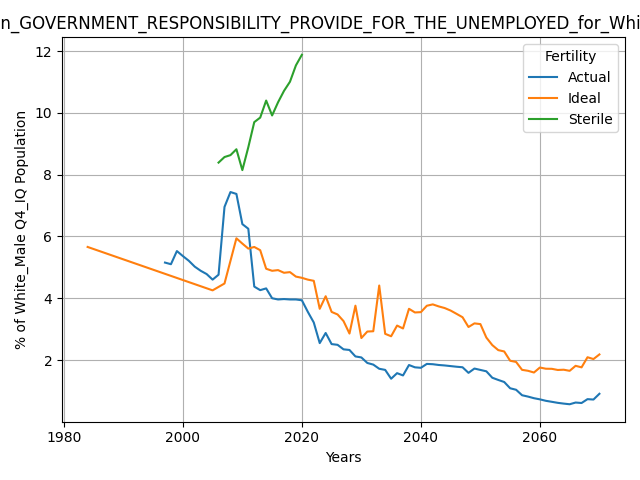 n_GOVERNMENT_RESPONSIBILITY_PROVIDE_FOR_THE_UNEMPLOYED_for_Whi
12
10
8
6
4
2
% of White_Male Q4_IQ Population
Fertility
Actual
Ideal
Sterile
1980 2000 2020 2040 2060
Years